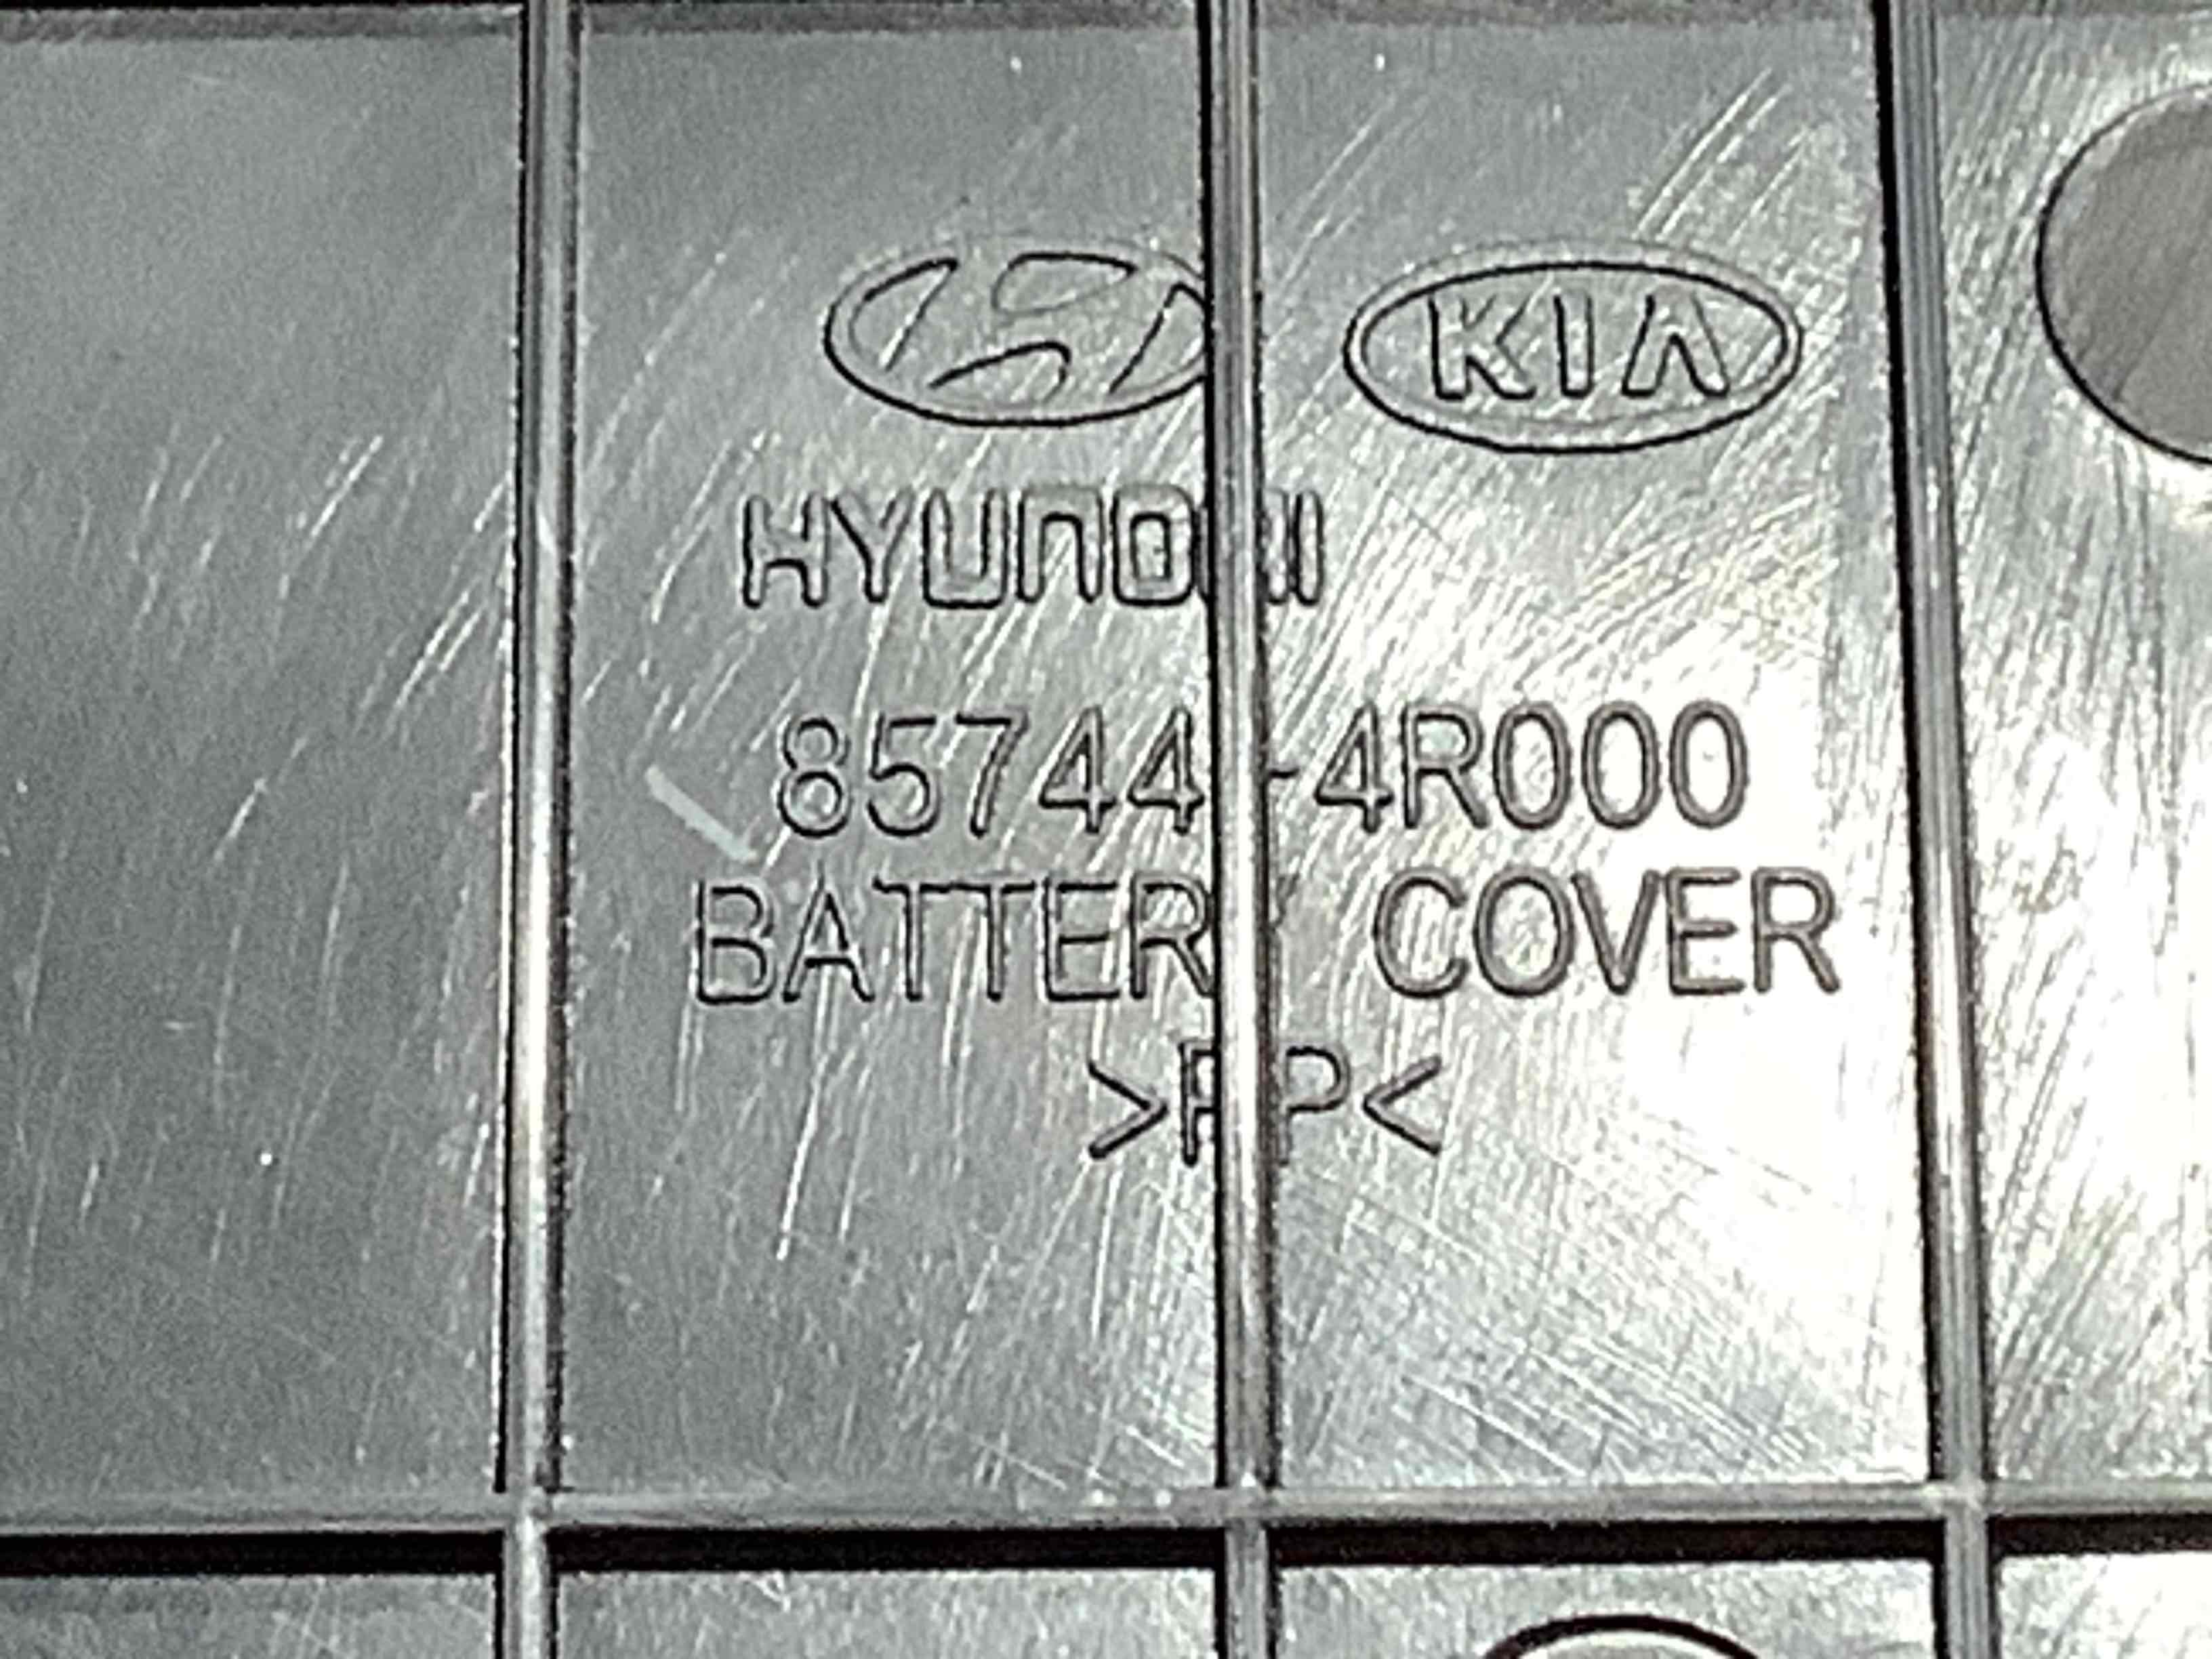 KIA
HYUNDAI
85744-4R000
BATTERY COVER
>PP<